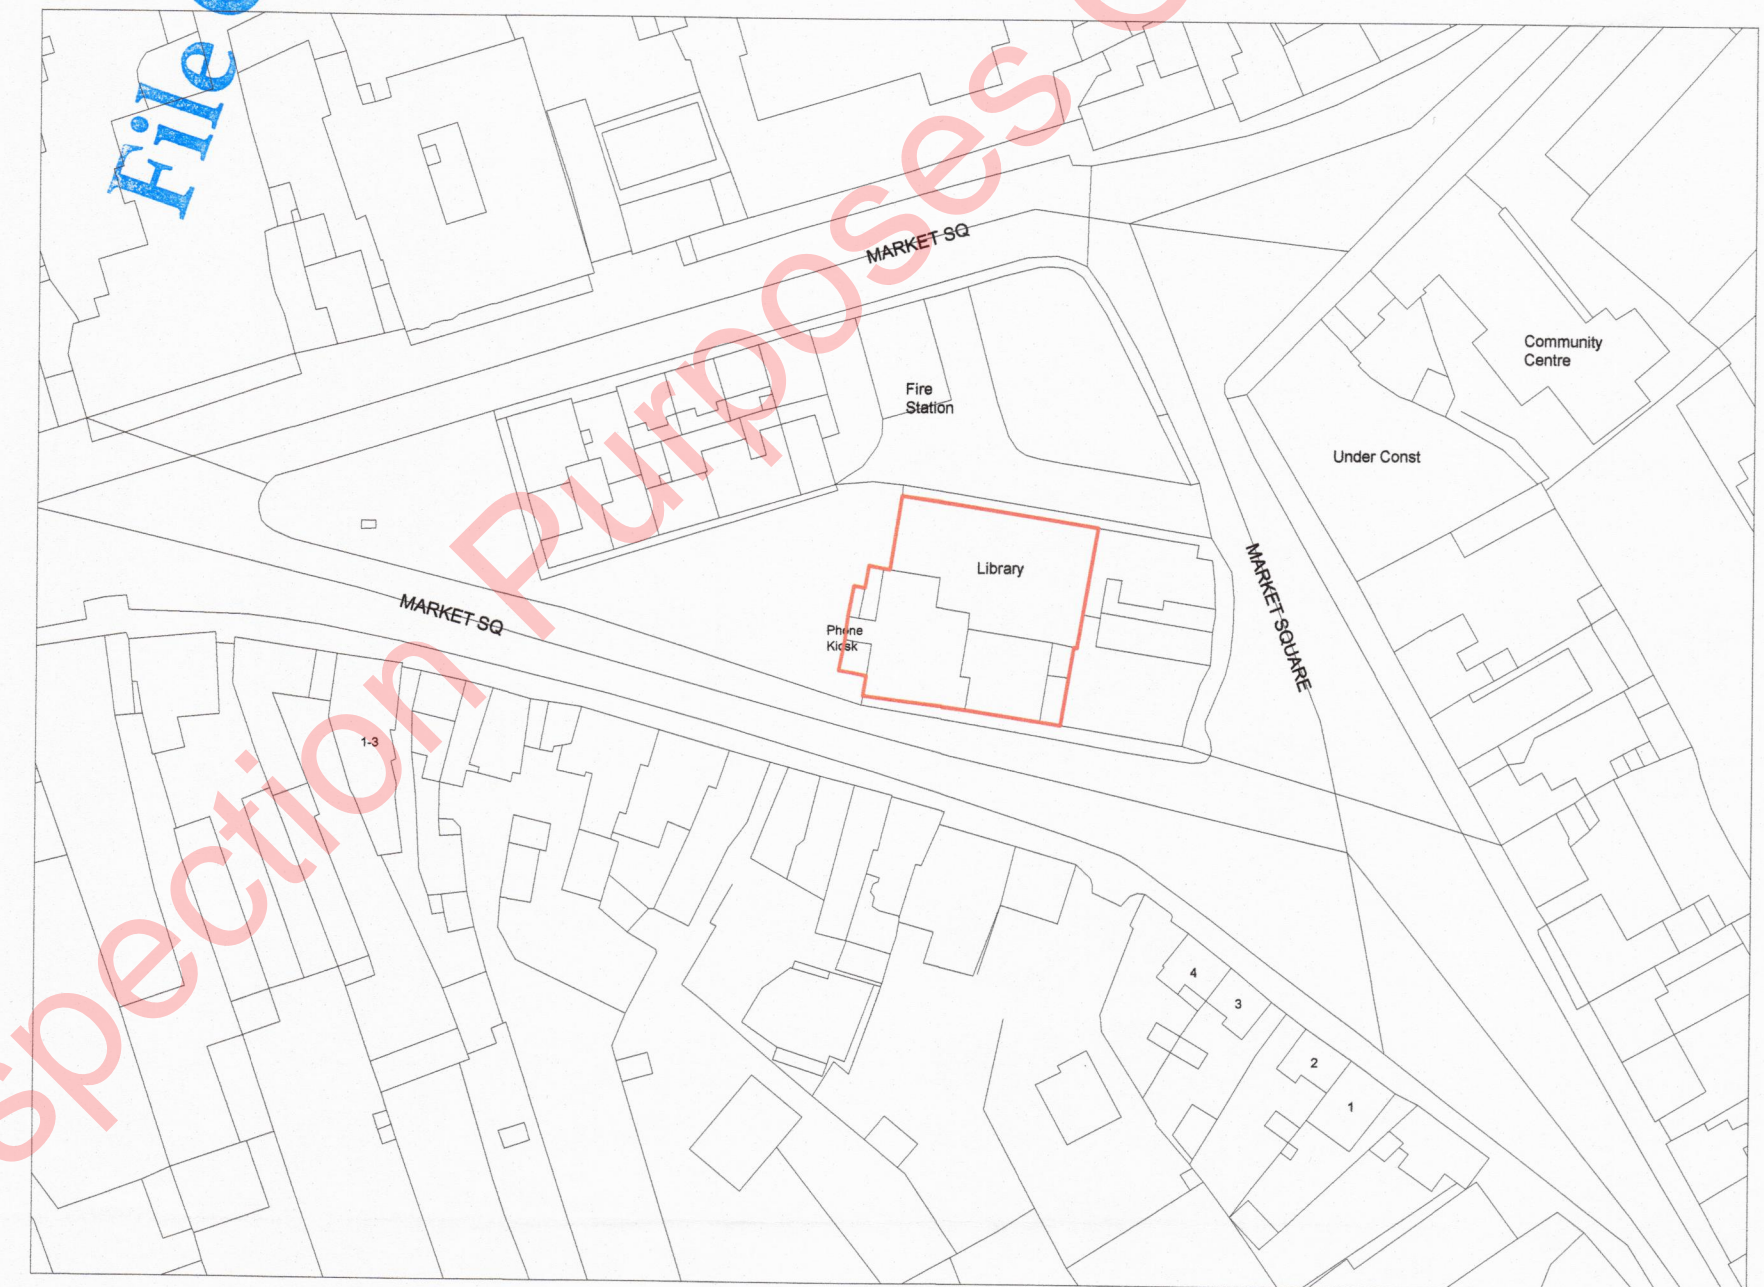 File
Inspection Purposes
MARKET SQ
Fire
Station
Community
Centre
Under Const
Library
Phone
Kiosk
MARKET SQ
MARKET SQUARE
1-3
4
3
2
1